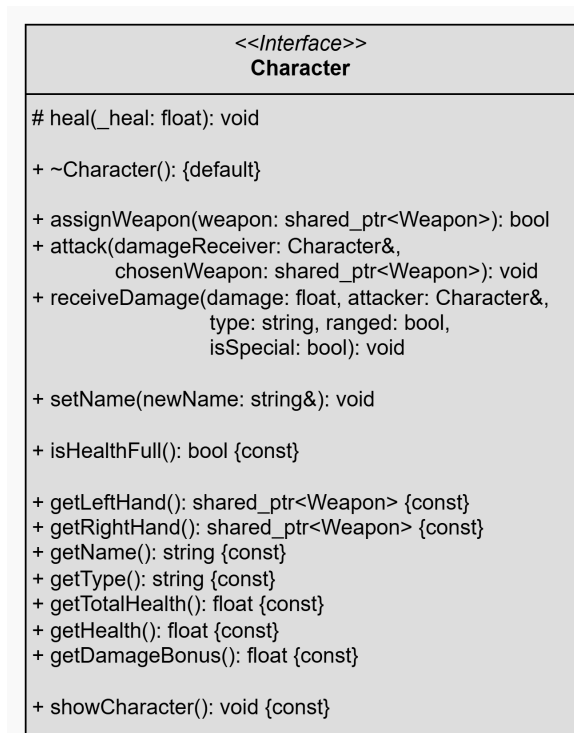 <<Interface>>
Character
# heal(_heal: float): void
+ ~Character(): {default}
+ assignWeapon(weapon: shared_ptr<Weapon>): bool
+ attack(damageReceiver: Character&,
chosenWeapon: shared_ptr<Weapon>): void
+ receiveDamage(damage: float, attacker: Character&,
type: string, ranged: bool,
isSpecial: bool): void
+ setName(newName: string&): void
+ isHealthFull(): bool {const}
+ getLeftHand(): shared_ptr<Weapon> {const}
+ getRightHand(): shared_ptr<Weapon> {const}
+ getName(): string {const}
+ getType(): string {const}
+ getTotalHealth(): float {const}
+ getHealth(): float {const}
+ getDamageBonus(): float {const}
+ showCharacter(): void {const}